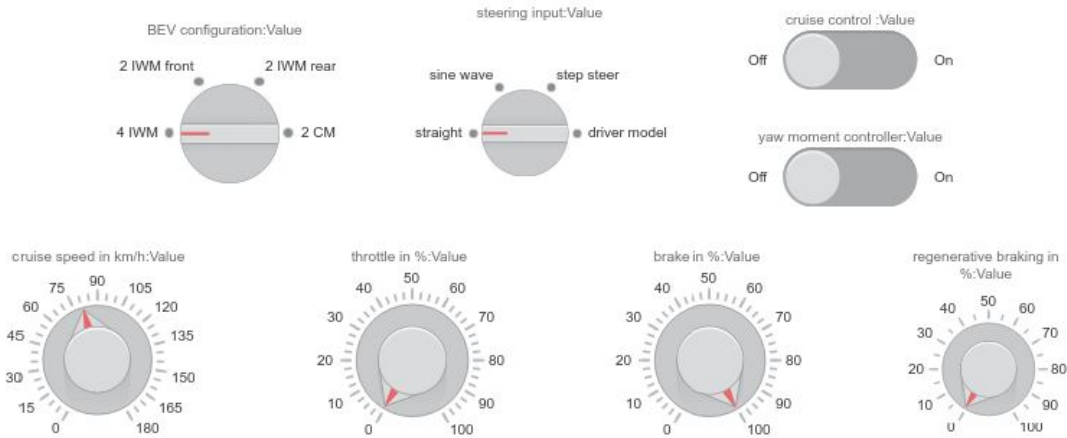 steering input:Value
cruise control :Value
BEV configuration:Value
Off On
2 IWM front 2 IWM rear
sine wave step steer
4 IWM 2 CM
straight driver model
yaw moment controller:Value
Off On
cruise speed in km/h:Value
0 15 30 45 60 75 90 105 120 135 150 165 180
throttle in %:Value
0 10 20 30 40 50 60 70 80 90 100
brake in %:Value
0 10 20 30 40 50 60 70 80 90 100
regenerative braking in
%:Value
0 10 20 30 40 50 60 70 80 90 100